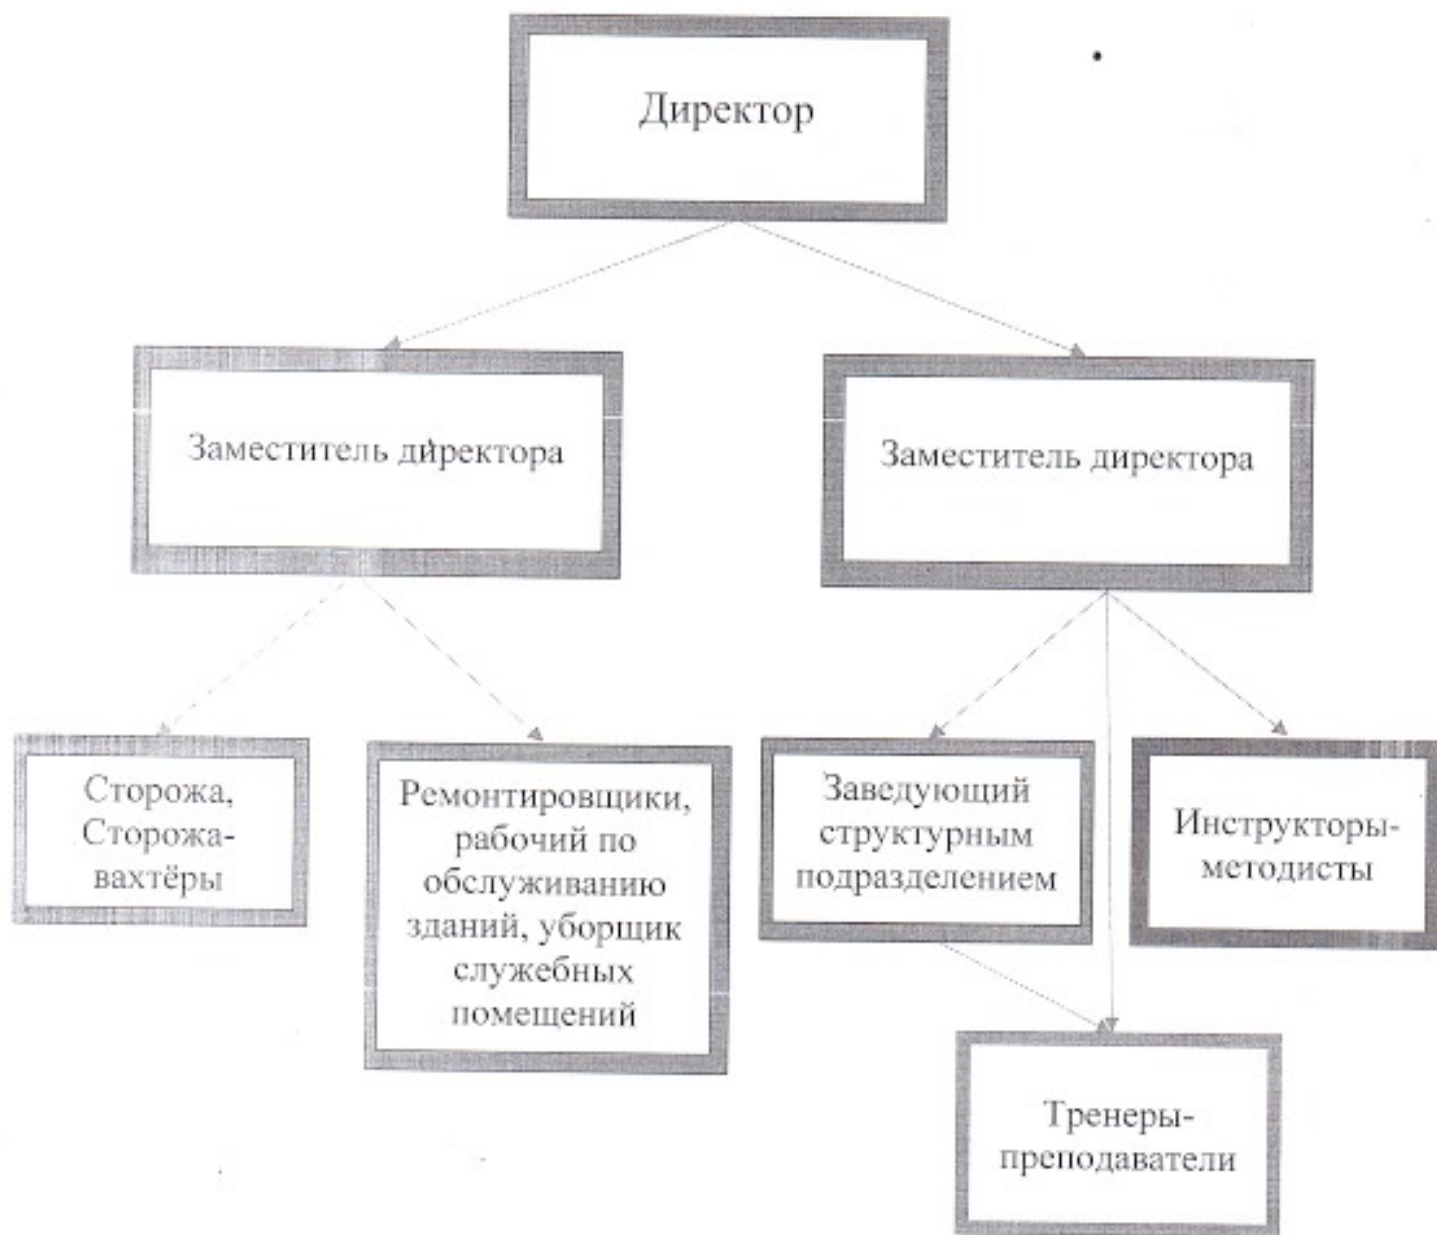 Директор
Заместитель директора
Заместитель директора
Сторожа,
Сторожа-
вахтёры
Ремонтировщики,
рабочий по
обслуживанию
зданий, уборщик
служебных
помещений
Заведующий
структурным
подразделением
Инструкторы-
методисты
Тренеры-
преподаватели